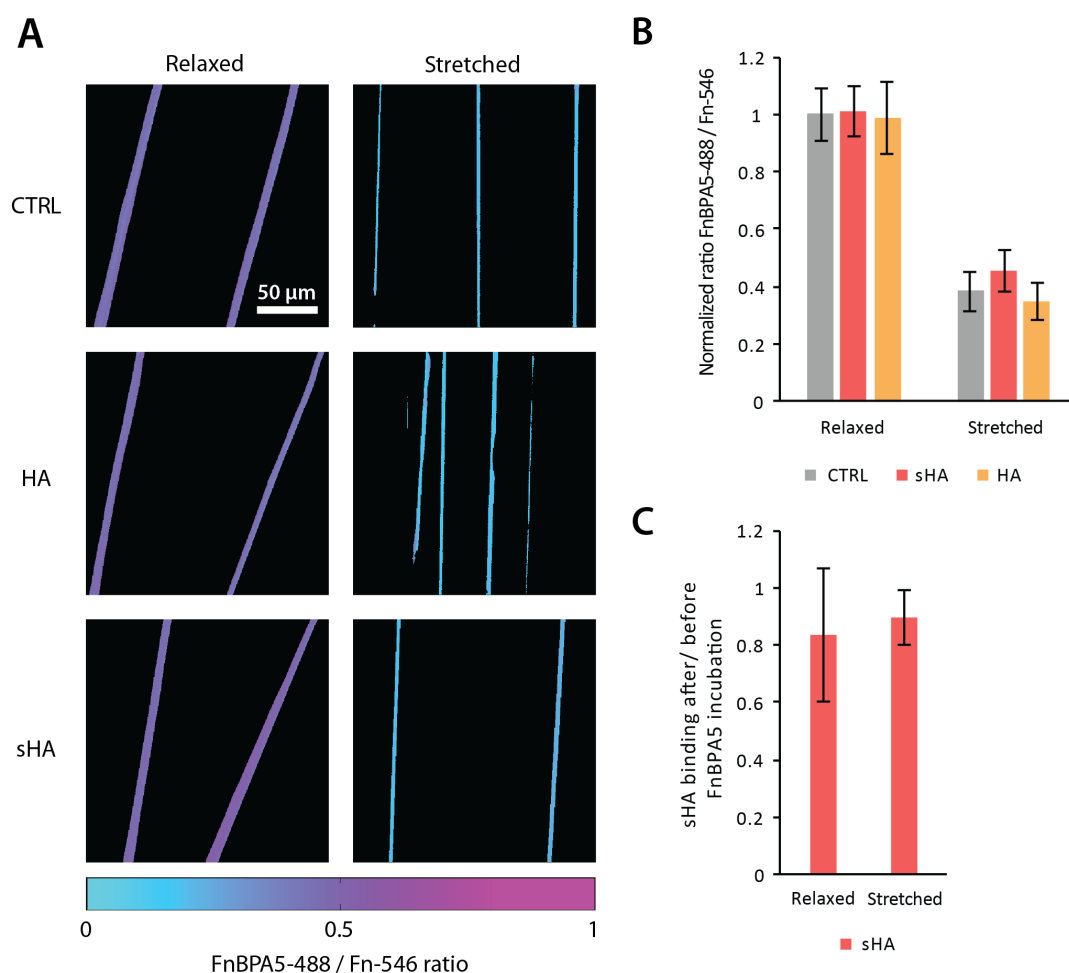 A
Relaxed
Stretched
CTRL
50 µm
HA
sHA
0
0.5
1
FnBPA5-488 / Fn-546 ratio
B
Normalized ratio FnBPA5-488 / Fn-546
1.2
1
0.8
0.6
0.4
0.2
0
Relaxed
Stretched
CTRL
sHA
HA
C
sHA binding after/ before
FnBPA5 incubation
1.2
1
0.8
0.6
0.4
0.2
0
Relaxed
Stretched
sHA